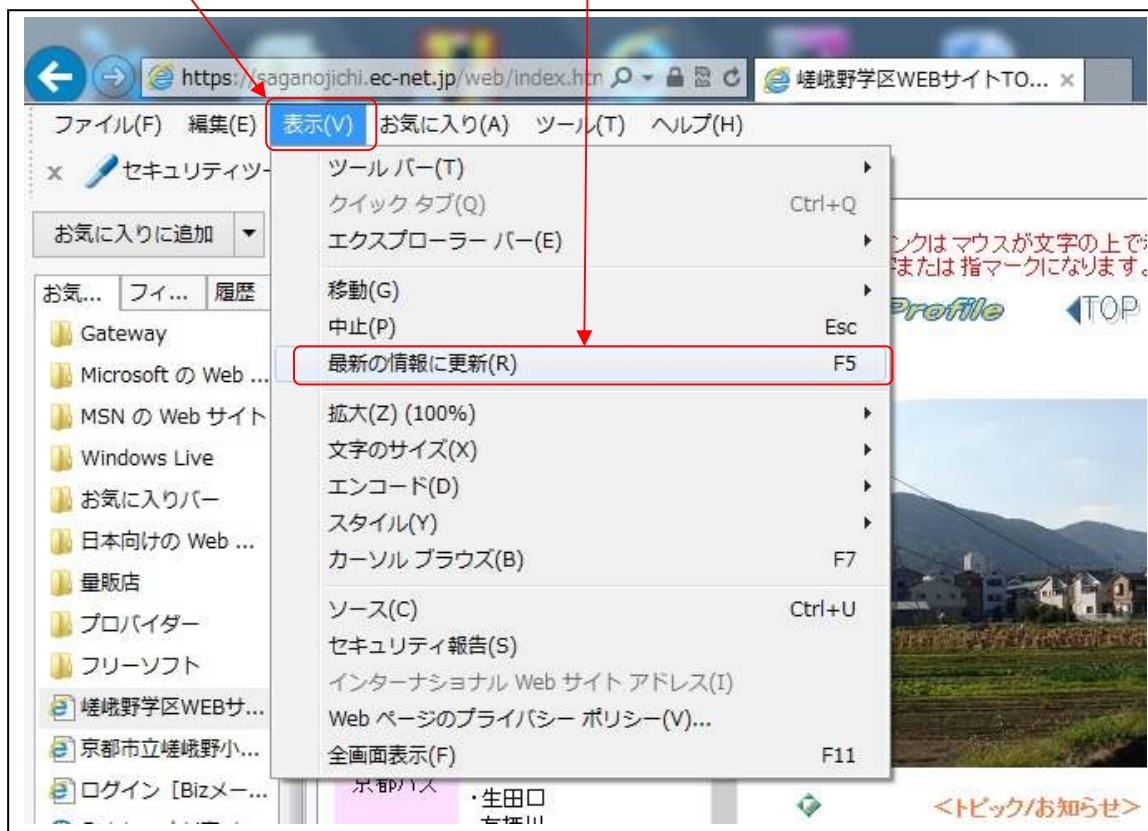 https://saganojichi.ec-net.jp/web/index.htm
嵯峨野学区WEBサイトTO... ×
ファイル(F) 編集(E) 表示(V) お気に入り(A) ツール(T) ヘルプ(H)
x セキュリティツー
お気に入りに追加
お気... フィ... 履歴
Gateway
Microsoft の Web ...
MSN の Web サイト
Windows Live
お気に入りバー
日本向けの Web ...
量販店
プロバイダー
フリーソフト
嵯峨野学区WEBサ...
京都市立嵯峨野小...
ログイン [Bizメー...
ツール バー(T)
クイック タブ(Q) Ctrl+Q
エクスプローラー バー(E)
移動(G)
中止(P) Esc
最新の情報に更新(R) F5
拡大(Z) (100%)
文字のサイズ(X)
エンコード(D)
スタイル(Y)
カーソル ブラウズ(B) F7
ソース(C) Ctrl+U
セキュリティ報告(S)
インターナショナル Web サイト アドレス(I)
Web ページのプライバシー ポリシー(V)...
全画面表示(F) F11
ンクは マウスが文字の上で
または 指マークになります。
Profile
TOP
京都バス
・生田口
有栖川
<トピック/お知らせ>